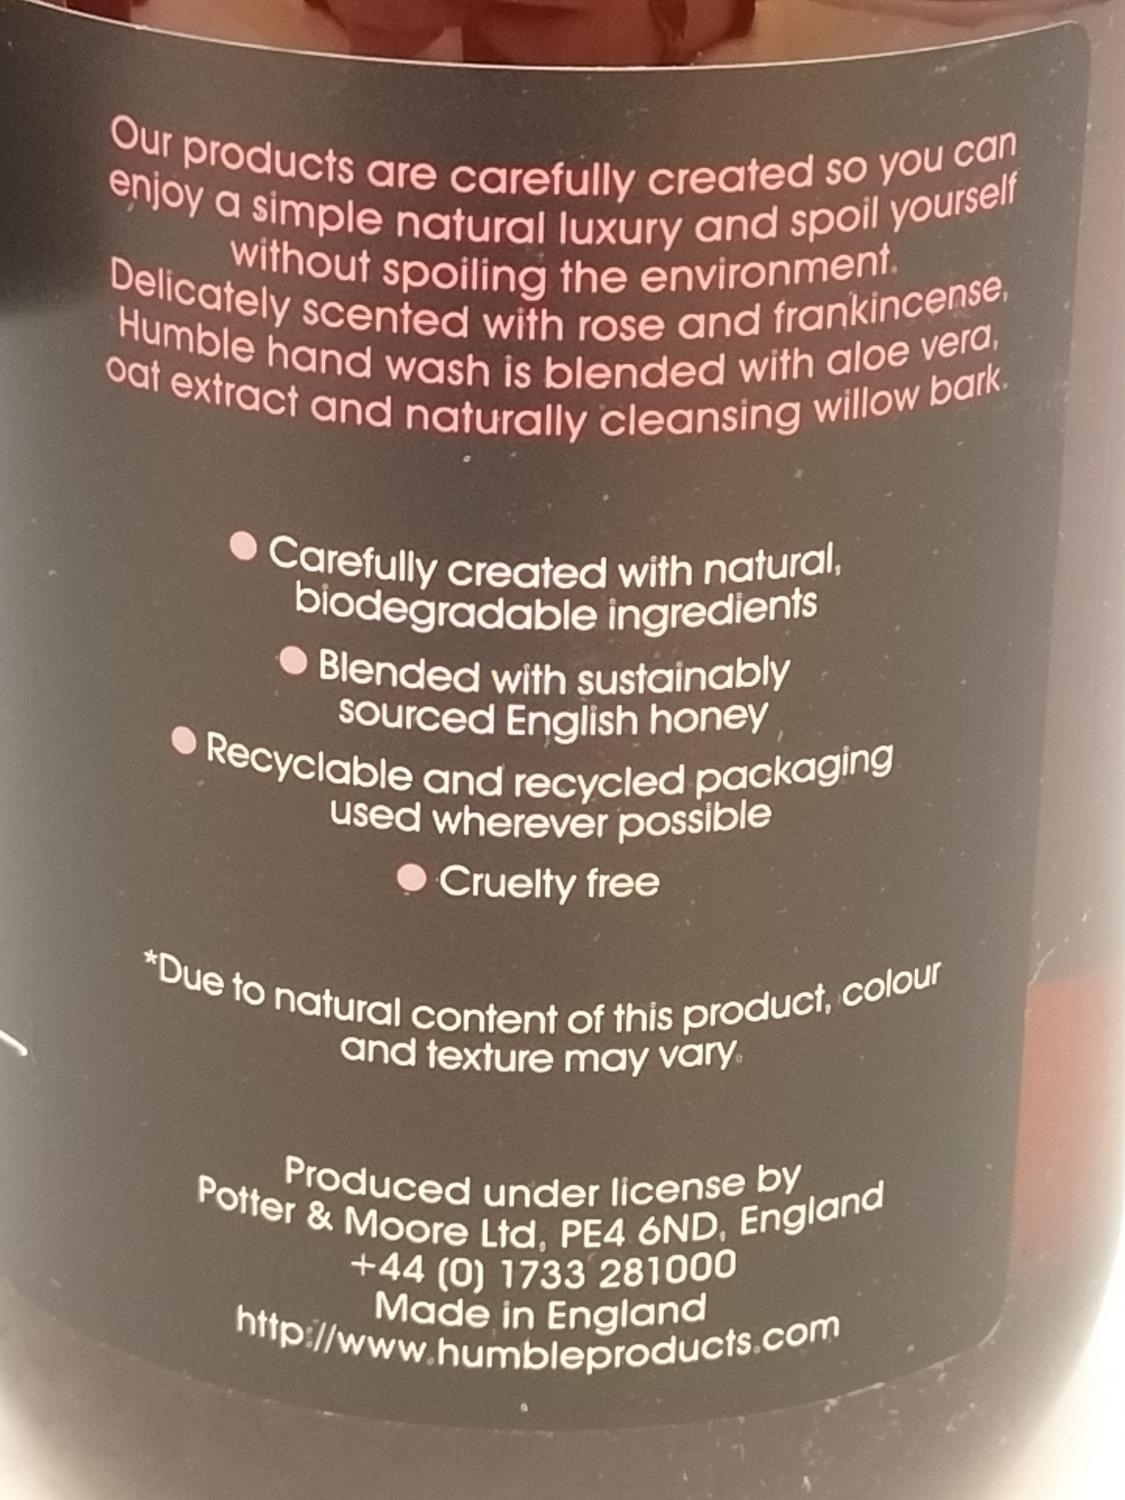 Our products are carefully created so you can
enjoy a simple natural luxury and spoil yourself
without spoiling the environment.
Delicately scented with rose and frankincense,
Humble hand wash is blended with aloe vera,
oat extract and naturally cleansing willow bark.
● Carefully created with natural,
biodegradable ingredients
● Blended with sustainably
sourced English honey
● Recyclable and recycled packaging
used wherever possible
● Cruelty free
*Due to natural content of this product, colour
and texture may vary.
Produced under license by
Potter & Moore Ltd, PE4 6ND, England
+44 (0) 1733 281000
Made in England
http://www.humbleproducts.com